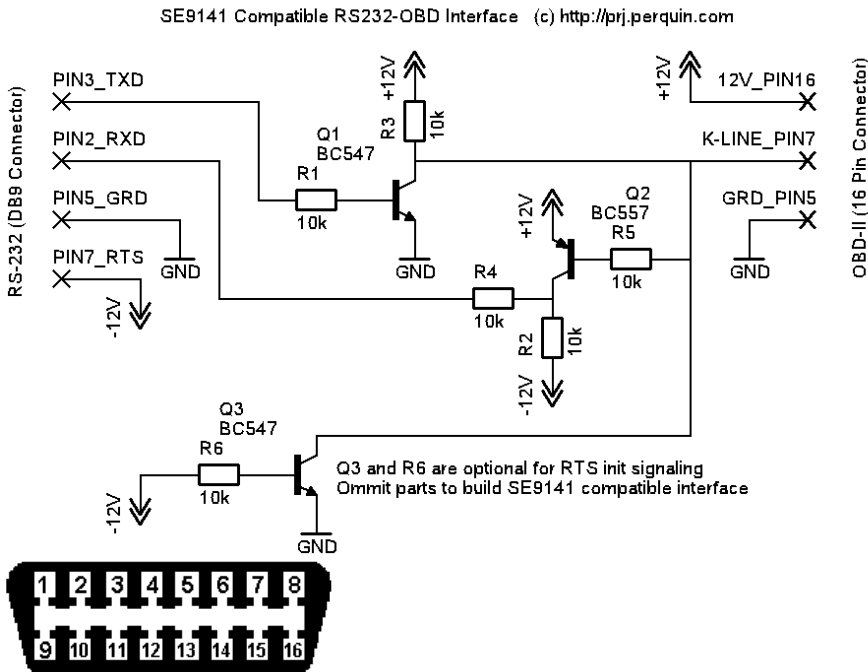 SE9141 Compatible RS232-OBD Interface (c) http://prj.perquin.com
RS-232 (DB9 Connector)
PIN3_TXD
PIN2_RXD
PIN5_GRD
GND
PIN7_RTS
-12V
Q1
BC547
R1
10k
+12V
R3
10k
GND
+12V
12V_PIN16
K-LINE_PIN7
GRD_PIN5
GND
OBD-II (16 Pin Connector)
Q2
BC557
+12V
R5
10k
R4
10k
R2
10k
-12V
Q3
BC547
R6
10k
-12V
GND
Q3 and R6 are optional for RTS init signaling
Ommit parts to build SE9141 compatible interface
1 2 3 4 5 6 7 8
9 10 11 12 13 14 15 16